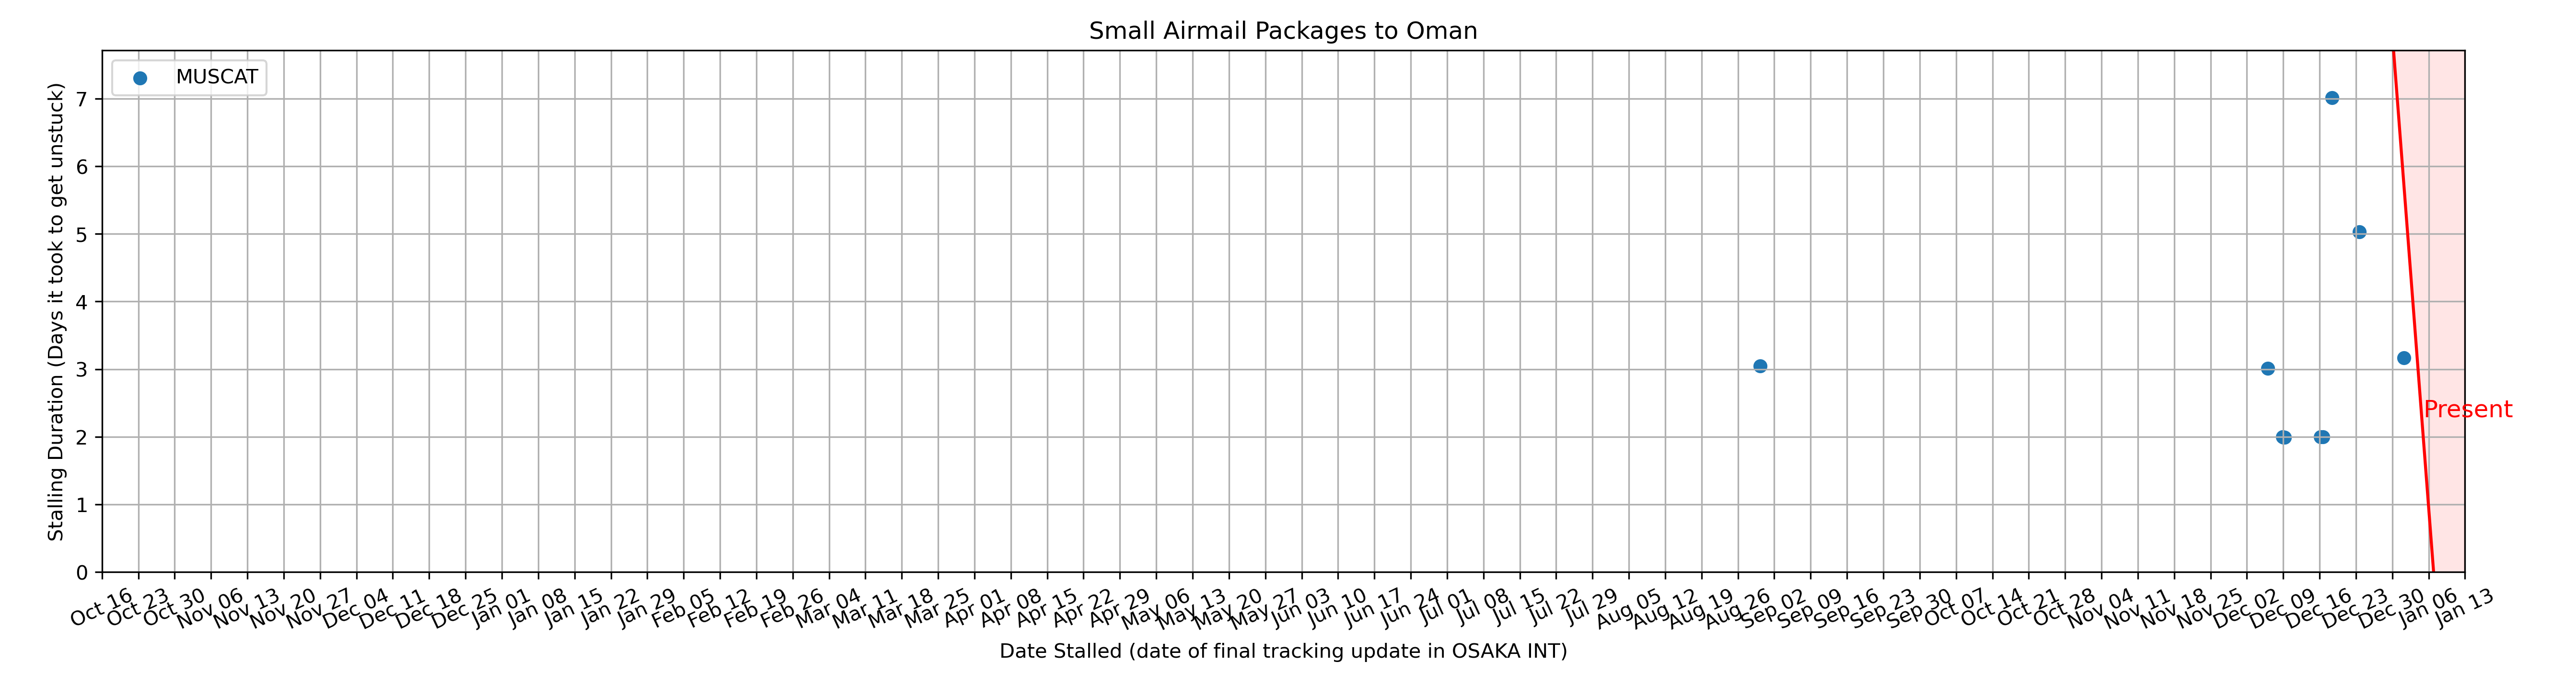 Small Airmail Packages to Oman
MUSCAT
Stalling Duration (Days it took to get unstuck)
7
6
5
4
3
2
1
0
Present
Oct 16 Oct 23 Oct 30 Nov 06 Nov 13 Nov 20 Nov 27 Dec 04 Dec 11 Dec 18 Dec 25 Jan 01 Jan 08 Jan 15 Jan 22 Jan 29 Feb 05 Feb 12 Feb 19 Feb 26 Mar 04 Mar 11 Mar 18 Mar 25 Apr 01 Apr 08 Apr 15 Apr 22 Apr 29 May 06 May 13 May 20 May 27 Jun 03 Jun 10 Jun 17 Jun 24 Jul 01 Jul 08 Jul 15 Jul 22 Jul 29 Aug 05 Aug 12 Aug 19 Aug 26 Sep 02 Sep 09 Sep 16 Sep 23 Sep 30 Oct 07 Oct 14 Oct 21 Oct 28 Nov 04 Nov 11 Nov 18 Nov 25 Dec 02 Dec 09 Dec 16 Dec 23 Dec 30 Jan 06 Jan 13
Date Stalled (date of final tracking update in OSAKA INT)